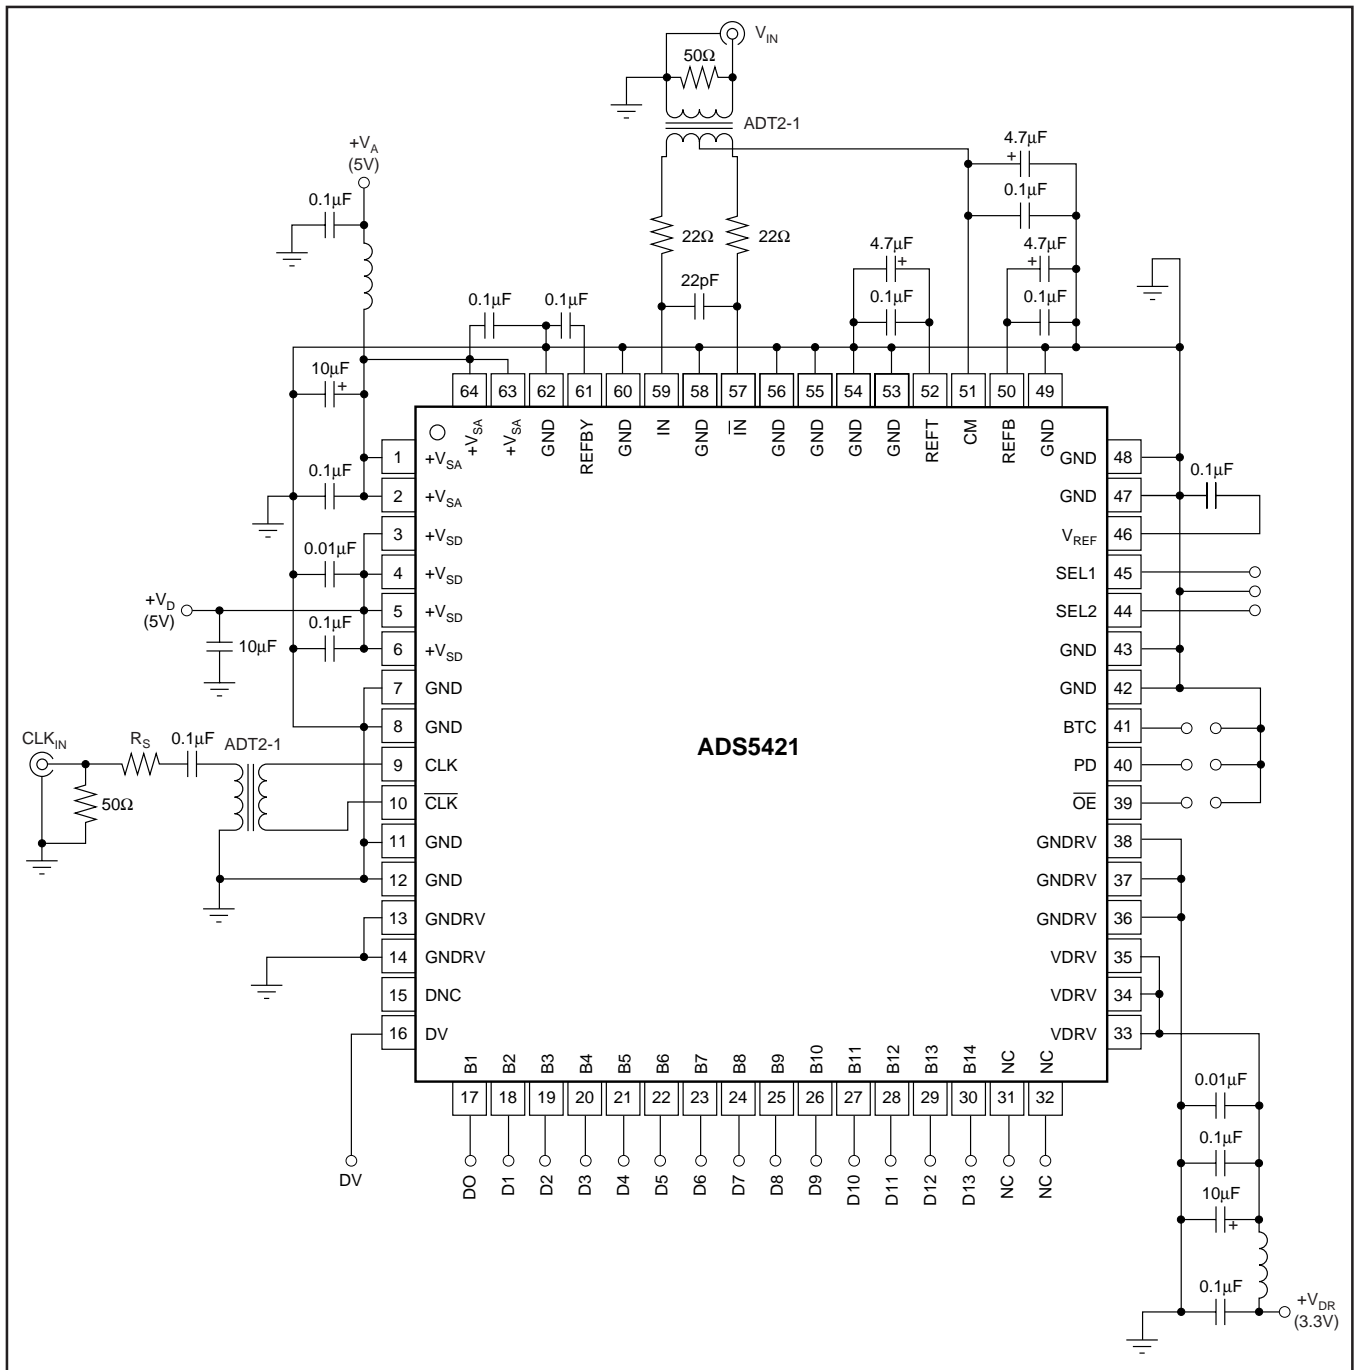 V_IN
50Ω
ADT2-1
+V_A
(5V)
0.1µF
4.7µF
+
0.1µF
22Ω
22Ω
4.7µF
+
4.7µF
+
22pF
0.1µF
0.1µF
0.1µF
0.1µF
10µF
+
64 63 62 61 60 59 58 57 56 55 54 53 52 51 50 49
+V_SA +V_SA GND REFBY GND IN GND I̅N̅ GND GND GND GND REFT CM REFB GND
1 +V_SA
GND 48
0.1µF
0.1µF
2 +V_SA
GND 47
3 +V_SD
V_REF 46
0.01µF
4 +V_SD
SEL1 45
+V_D
(5V)
5 +V_SD
SEL2 44
0.1µF
10µF
6 +V_SD
GND 43
7 GND
GND 42
8 GND
BTC 41
CLK_IN
R_S
0.1µF
ADT2-1
ADS5421
9 CLK
PD 40
50Ω
10 C̅L̅K̅
O̅E̅ 39
11 GND
GNDRV 38
12 GND
GNDRV 37
13 GNDRV
GNDRV 36
14 GNDRV
VDRV 35
15 DNC
VDRV 34
16 DV
VDRV 33
B1 B2 B3 B4 B5 B6 B7 B8 B9 B10 B11 B12 B13 B14 NC NC
17 18 19 20 21 22 23 24 25 26 27 28 29 30 31 32
0.01µF
0.1µF
DV
DO D1 D2 D3 D4 D5 D6 D7 D8 D9 D10 D11 D12 D13 NC NC
10µF
+
0.1µF
+V_DR
(3.3V)